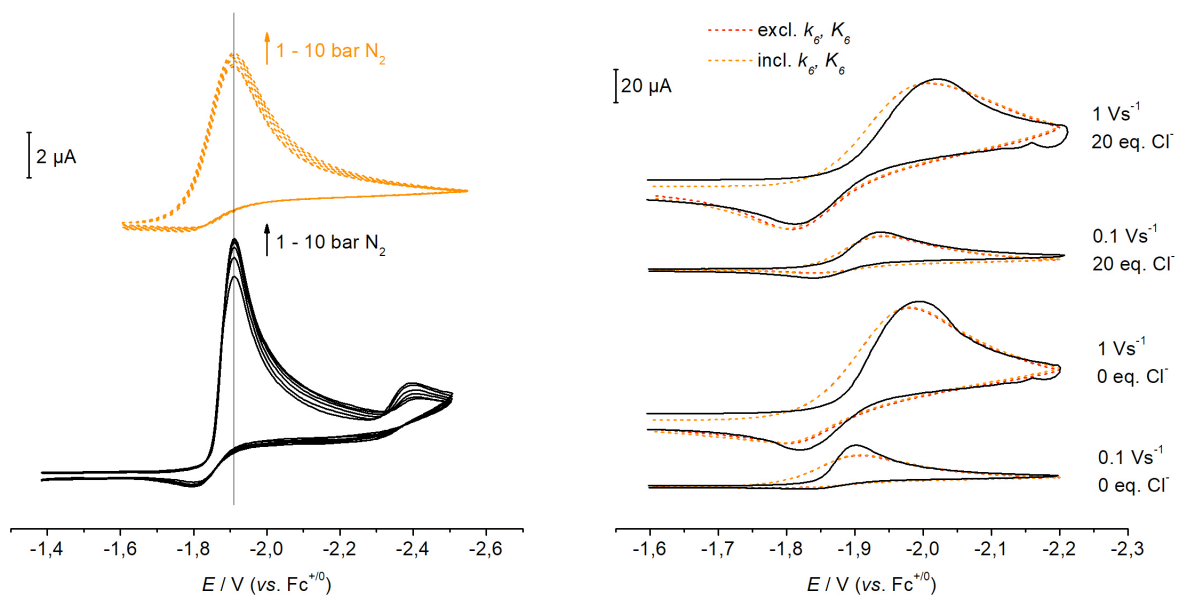 1 - 10 bar N₂
2 µA
1 - 10 bar N₂
-1,4 -1,6 -1,8 -2,0 -2,2 -2,4 -2,6
E / V (vs. Fc⁺ᐟ⁰)
excl. k₆, K₆
incl. k₆, K₆
20 µA
1 Vs⁻¹
20 eq. Cl⁻
0.1 Vs⁻¹
20 eq. Cl⁻
1 Vs⁻¹
0 eq. Cl⁻
0.1 Vs⁻¹
0 eq. Cl⁻
-1,6 -1,7 -1,8 -1,9 -2,0 -2,1 -2,2 -2,3
E / V (vs. Fc⁺ᐟ⁰)